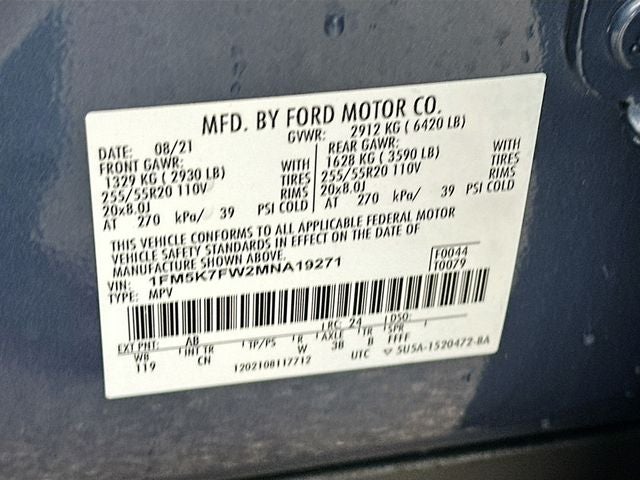 MFD. BY FORD MOTOR CO.
DATE: 08/21 GVWR: 2912 KG ( 6420 LB)
FRONT GAWR: REAR GAWR:
1329 KG ( 2930 LB) WITH 1628 KG ( 3590 LB) WITH
255/55R20 110V TIRES 255/55R20 110V TIRES
20x8.0J RIMS 20x8.0J RIMS
AT 270 kPa/ 39 PSI COLD AT 270 kPa/ 39 PSI COLD
THIS VEHICLE CONFORMS TO ALL APPLICABLE FEDERAL MOTOR
VEHICLE SAFETY STANDARDS IN EFFECT ON THE DATE OF
MANUFACTURE SHOWN ABOVE.
VIN: 1FM5K7FW2MNA19271 F0044
TYPE: MPV T0079
EXT PNT: AB RC: 24 DSO:
WB INT TR TP/PS R AXLE TR SPR
119 CN W 3B B FFFF
1202108117712 UTC 5U5A-1520472-BA